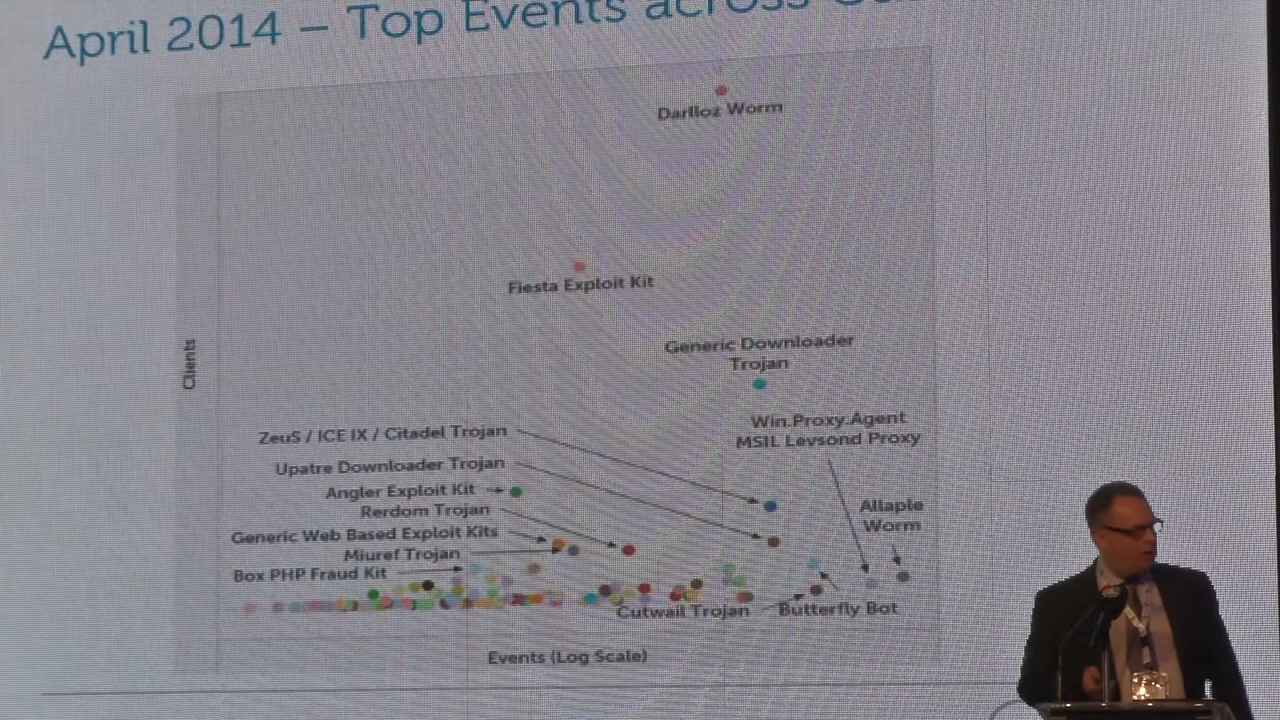 April 2014 – Top Events across
Darlloz Worm
Fiesta Exploit Kit
Generic Downloader
Trojan
Win.Proxy.Agent
MSIL Levsond Proxy
ZeuS / ICE IX / Citadel Trojan
Upatre Downloader Trojan
Angler Exploit Kit
Rerdom Trojan
Allaple
Worm
Generic Web Based Exploit Kits
Miuref Trojan
Box PHP Fraud Kit
Cutwail Trojan
Butterfly Bot
Clients
Events (Log Scale)